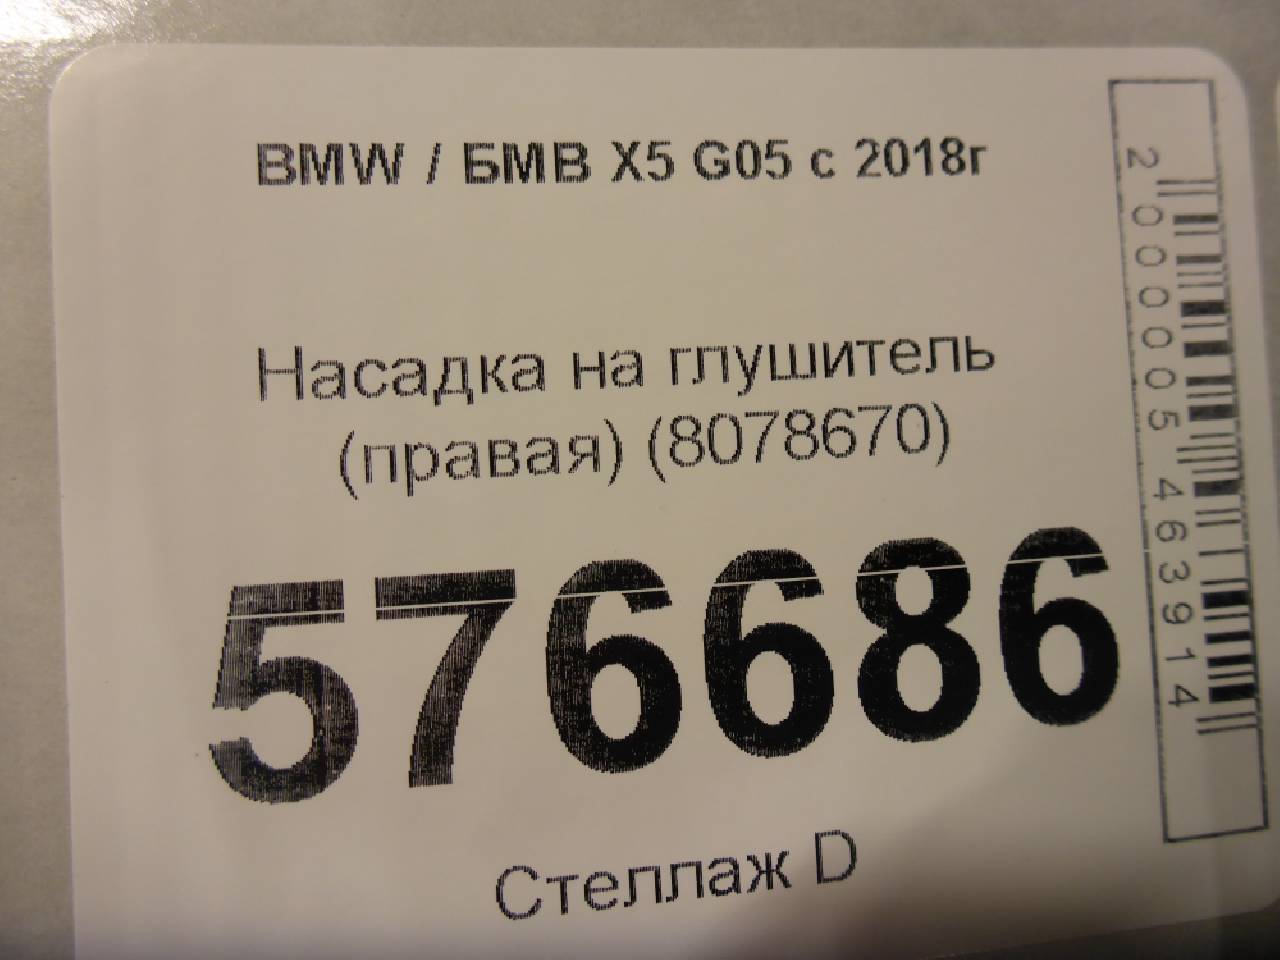 BMW / БМВ X5 G05 с 2018г
Насадка на глушитель
(правая) (8078670)
576686
Стеллаж D
2000005463914